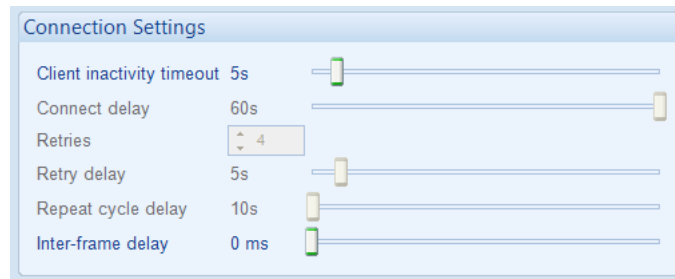 Connection Settings
Client inactivity timeout 5s
Connect delay 60s
Retries 4
Retry delay 5s
Repeat cycle delay 10s
Inter-frame delay 0 ms